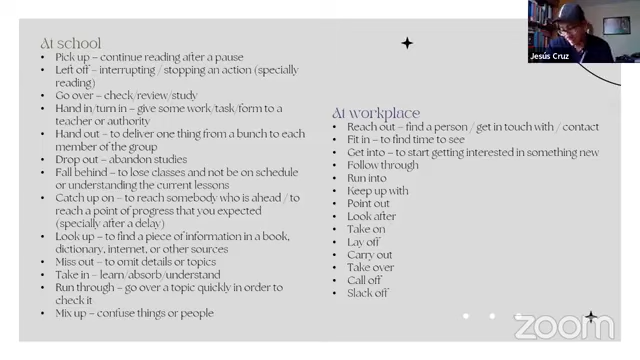 At school
Pick up – continue reading after a pause
Left off – interrupting / stopping an action (specially
reading)
Go over – check/review/study
Hand in/turn in – give some work/task/form to a
teacher or authority
Hand out – to deliver one thing from a bunch to each
member of the group
Drop out – abandon studies
Fall behind – to lose classes and not be on schedule
or understanding the current lessons
Catch up on – to reach somebody who is ahead / to
reach a point of progress that you expected
(specially after a delay)
Look up – to find a piece of information in a book,
dictionary, internet, or other sources
Miss out – to omit details or topics
Take in – learn/absorb/understand
Run through – go over a topic quickly in order to
check it
Mix up – confuse things or people
At workplace
Reach out – find a person / get in touch with / contact
Fit in – to find time to see
Get into – to start getting interested in something new
Follow through
Run into
Keep up with
Point out
Look after
Take on
Lay off
Carry out
Take over
Call off
Slack off
Jesús Cruz
zoom